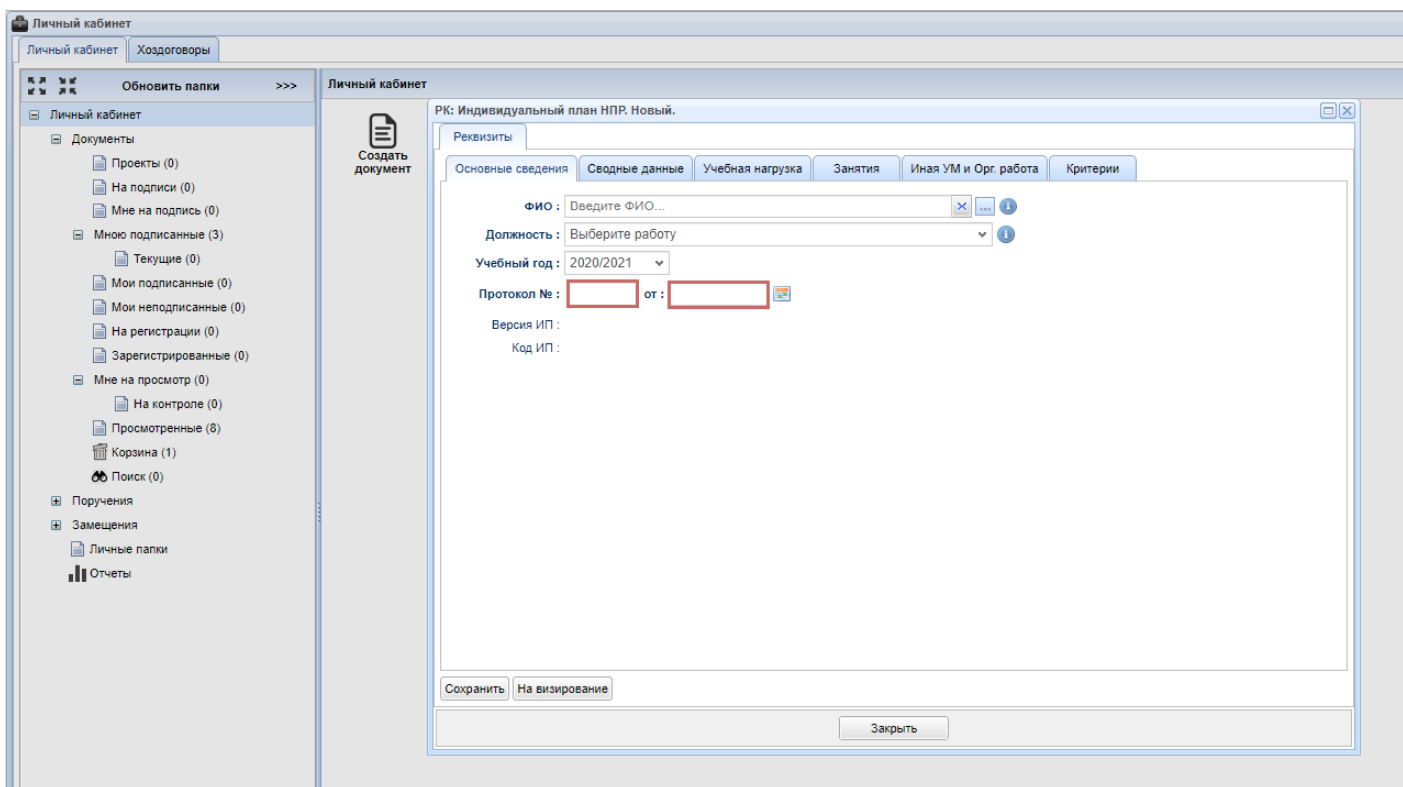 Личный кабинет
Личный кабинет Хоздоговоры
Обновить папки >>>
Личный кабинет
Документы
Проекты (0)
На подписи (0)
Мне на подпись (0)
Мною подписанные (3)
Текущие (0)
Мои подписанные (0)
Мои неподписанные (0)
На регистрации (0)
Зарегистрированные (0)
Мне на просмотр (0)
На контроле (0)
Просмотренные (8)
Корзина (1)
Поиск (0)
Поручения
Замещения
Личные папки
Отчеты
Личный кабинет
Создать
документ
РК: Индивидуальный план НПР. Новый.
Реквизиты
Основные сведения Сводные данные Учебная нагрузка Занятия Иная УМ и Орг. работа Критерии
ФИО : Введите ФИО... ...
Должность : Выберите работу
Учебный год : 2020/2021
Протокол № : от :
Версия ИП :
Код ИП :
Сохранить На визирование
Закрыть